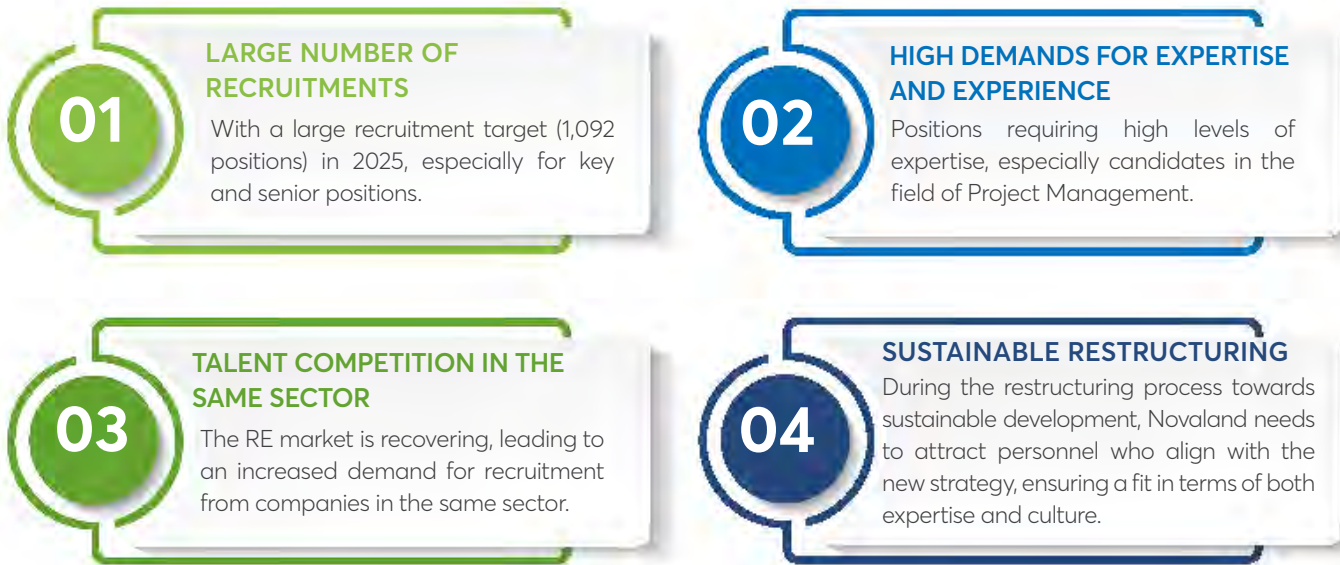 01
LARGE NUMBER OF
RECRUITMENTS
With a large recruitment target (1,092
positions) in 2025, especially for key
and senior positions.
02
HIGH DEMANDS FOR EXPERTISE
AND EXPERIENCE
Positions requiring high levels of
expertise, especially candidates in the
field of Project Management.
03
TALENT COMPETITION IN THE
SAME SECTOR
The RE market is recovering, leading to
an increased demand for recruitment
from companies in the same sector.
04
SUSTAINABLE RESTRUCTURING
During the restructuring process towards
sustainable development, Novaland needs
to attract personnel who align with the
new strategy, ensuring a fit in terms of both
expertise and culture.